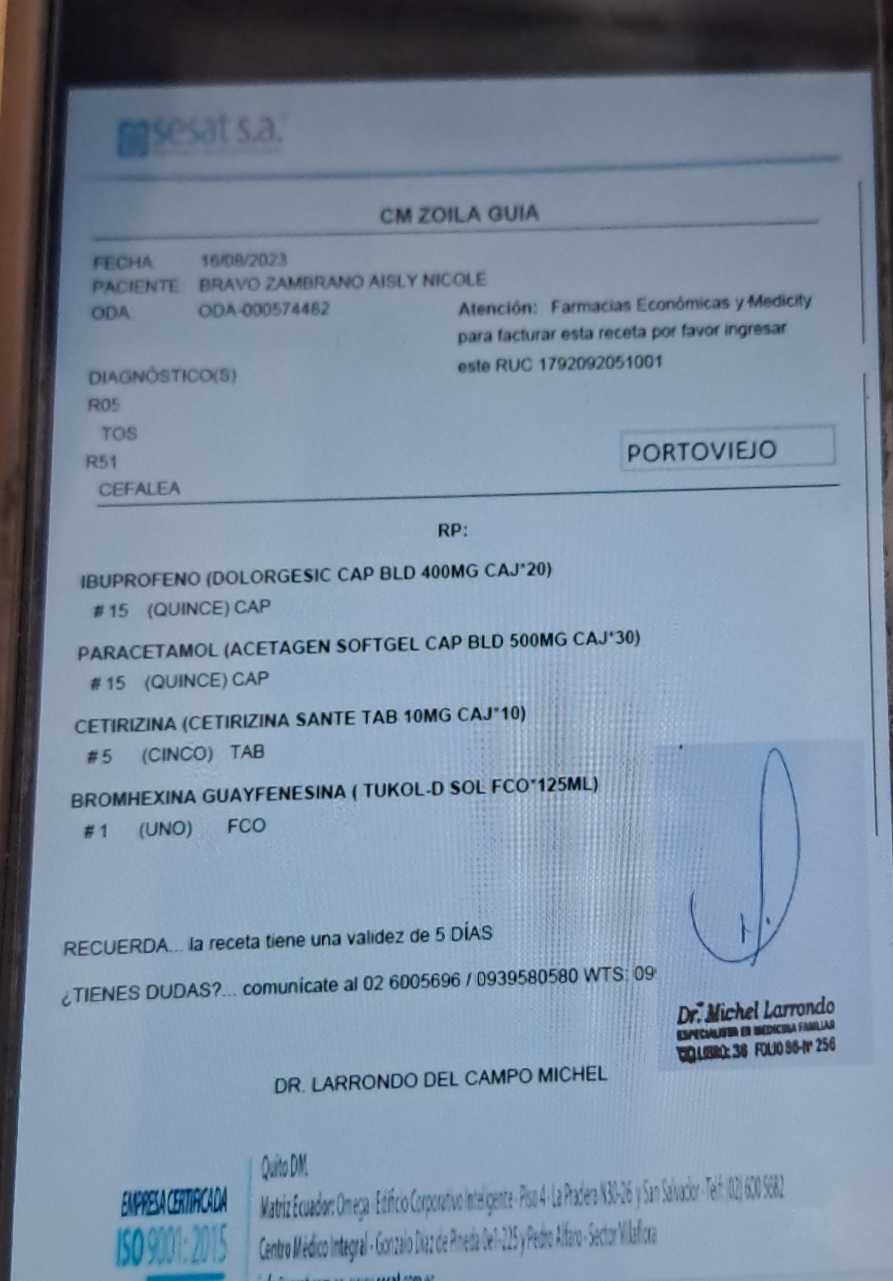 sesat s.a.
CM ZOILA GUIA
FECHA 16/08/2023
PACIENTE BRAVO ZAMBRANO AISLY NICOLE
ODA ODA-000574482
Atención: Farmacias Económicas y Medicity
para facturar esta receta por favor ingresar
este RUC 1792092051001
DIAGNÓSTICO(S)
R05
TOS
R51
CEFALEA
PORTOVIEJO
RP:
IBUPROFENO (DOLORGESIC CAP BLD 400MG CAJ*20)
# 15 (QUINCE) CAP
PARACETAMOL (ACETAGEN SOFTGEL CAP BLD 500MG CAJ*30)
# 15 (QUINCE) CAP
CETIRIZINA (CETIRIZINA SANTE TAB 10MG CAJ*10)
# 5 (CINCO) TAB
BROMHEXINA GUAYFENESINA ( TUKOL-D SOL FCO*125ML)
# 1 (UNO) FCO
RECUERDA... la receta tiene una validez de 5 DÍAS
¿TIENES DUDAS?... comunícate al 02 6005696 / 0939580580 WTS: 09
Dr. Michel Larrondo
ESPECIALISTA EN MEDICINA FAMILIAR
LIBRO: 38 FOLIO 86-Nº 256
DR. LARRONDO DEL CAMPO MICHEL
EMPRESA CERTIFICADA
ISO 9001: 2015
Quito DM.
Matriz Ecuador: Omega - Edificio Corporativo Inteligente - Piso 4 - La Pradera N30-26 y San Salvador - Telf: (02) 600 5682
Centro Médico Integral - Gonzalo Díaz de Pineda Oe1-225 y Pedro Alfaro - Sector Villaflora